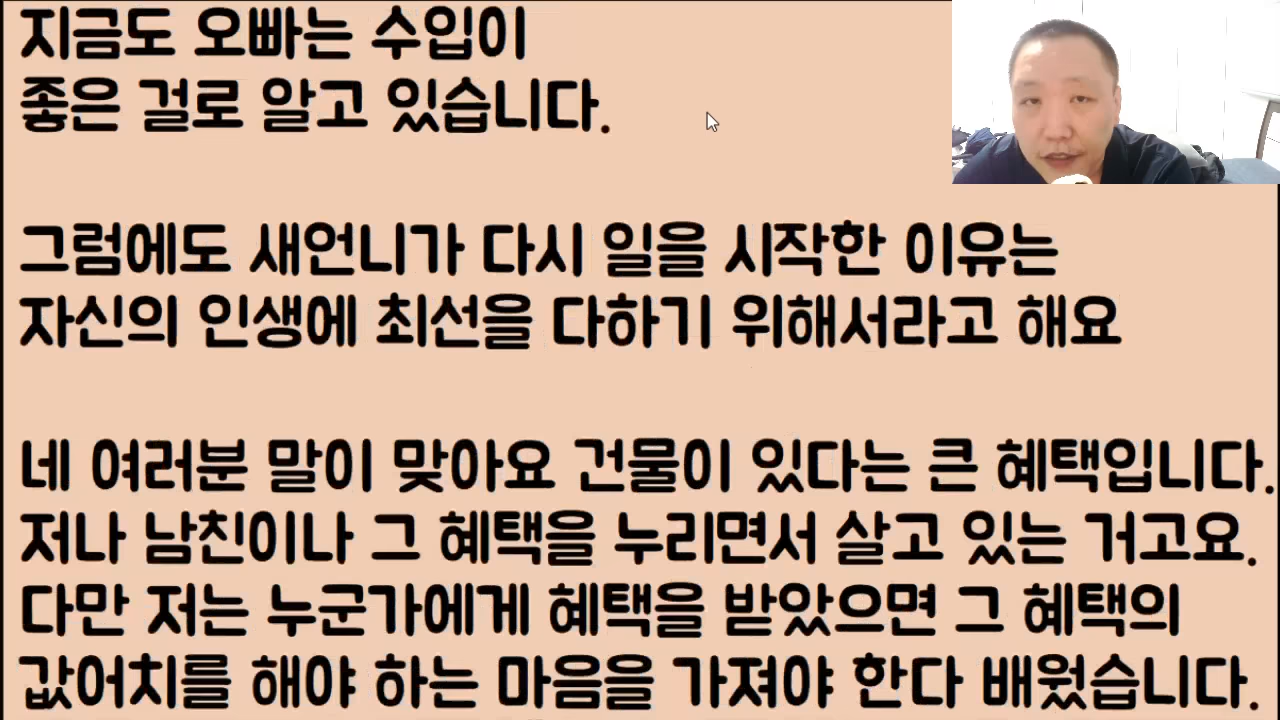 지금도 오빠는 수입이
좋은 걸로 알고 있습니다.
그럼에도 새언니가 다시 일을 시작한 이유는
자신의 인생에 최선을 다하기 위해서라고 해요
네 여러분 말이 맞아요 건물이 있다는 큰 혜택입니다.
저나 남친이나 그 혜택을 누리면서 살고 있는 거고요.
다만 저는 누군가에게 혜택을 받았으면 그 혜택의
값어치를 해야 하는 마음을 가져야 한다 배웠습니다.